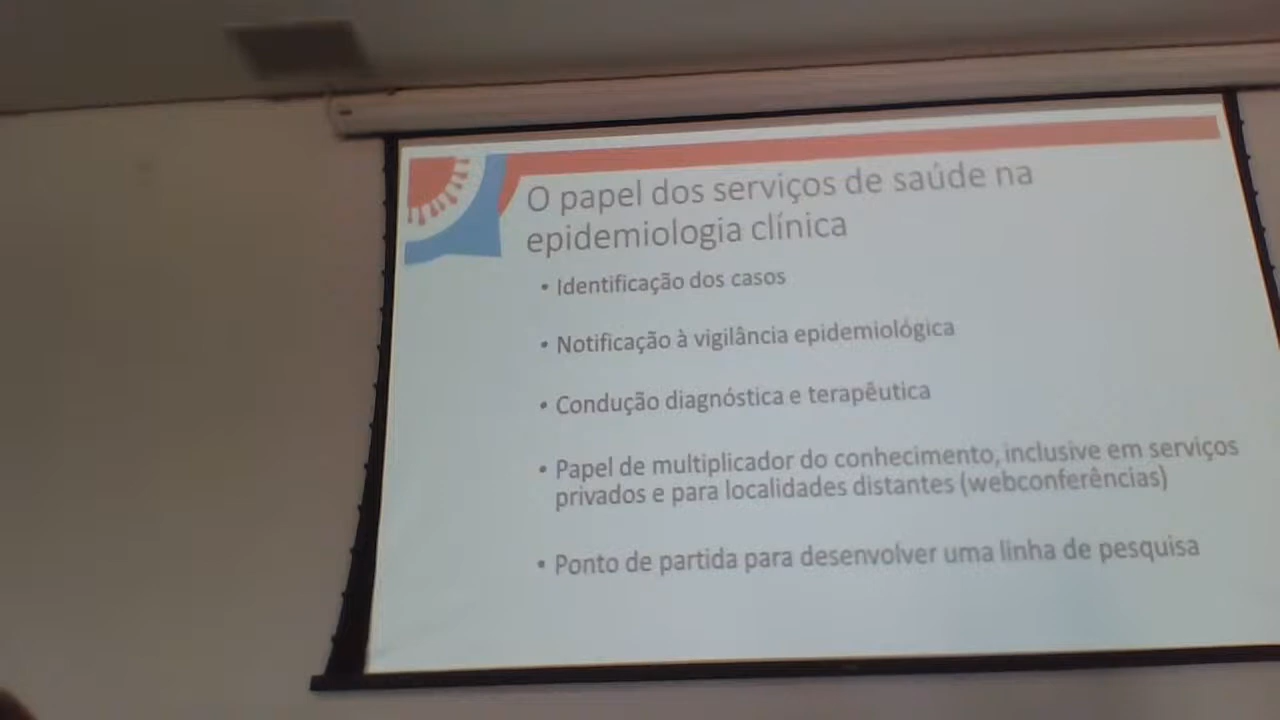 O papel dos serviços de saúde na
epidemiologia clínica
• Identificação dos casos
• Notificação à vigilância epidemiológica
• Condução diagnóstica e terapêutica
• Papel de multiplicador do conhecimento, inclusive em serviços
privados e para localidades distantes (webconferências)
• Ponto de partida para desenvolver uma linha de pesquisa